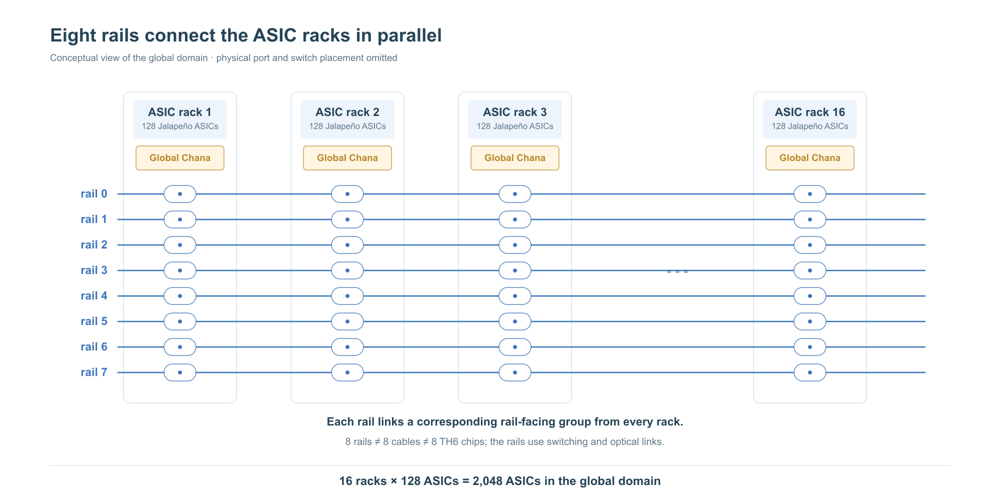 Eight rails connect the ASIC racks in parallel
Conceptual view of the global domain · physical port and switch placement omitted
ASIC rack 1
128 Jalapeño ASICs
Global Chana
ASIC rack 2
128 Jalapeño ASICs
Global Chana
ASIC rack 3
128 Jalapeño ASICs
Global Chana
ASIC rack 16
128 Jalapeño ASICs
Global Chana
rail 0
rail 1
rail 2
rail 3
...
rail 4
rail 5
rail 6
rail 7
Each rail links a corresponding rail-facing group from every rack.
8 rails ≠ 8 cables ≠ 8 TH6 chips; the rails use switching and optical links.
16 racks × 128 ASICs = 2,048 ASICs in the global domain